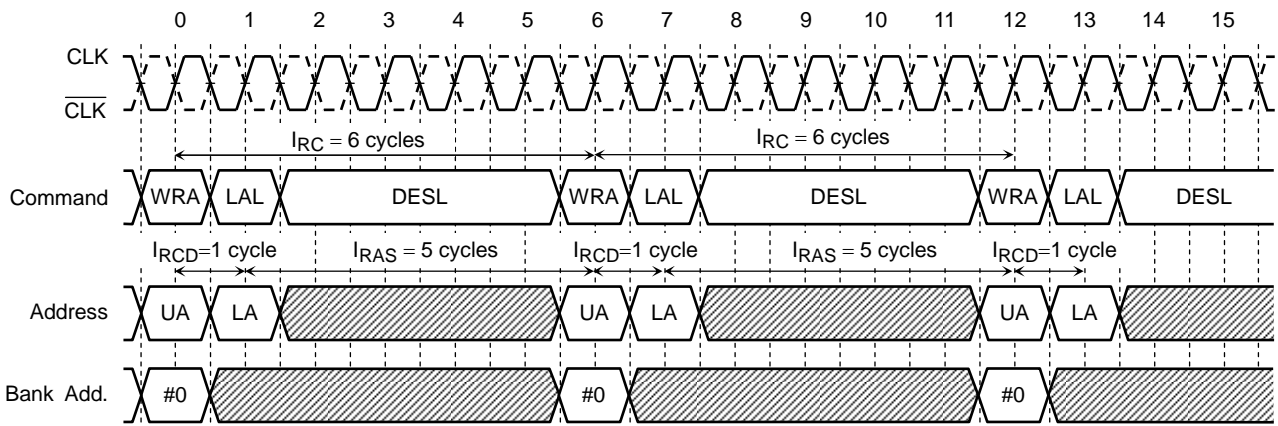 0 1 2 3 4 5 6 7 8 9 10 11 12 13 14 15
CLK
CLK
IRC = 6 cycles IRC = 6 cycles
Command WRA LAL DESL WRA LAL DESL WRA LAL DESL
IRCD=1 cycle IRAS = 5 cycles IRCD=1 cycle IRAS = 5 cycles IRCD=1 cycle
Address UA LA UA LA UA LA
Bank Add. #0 #0 #0